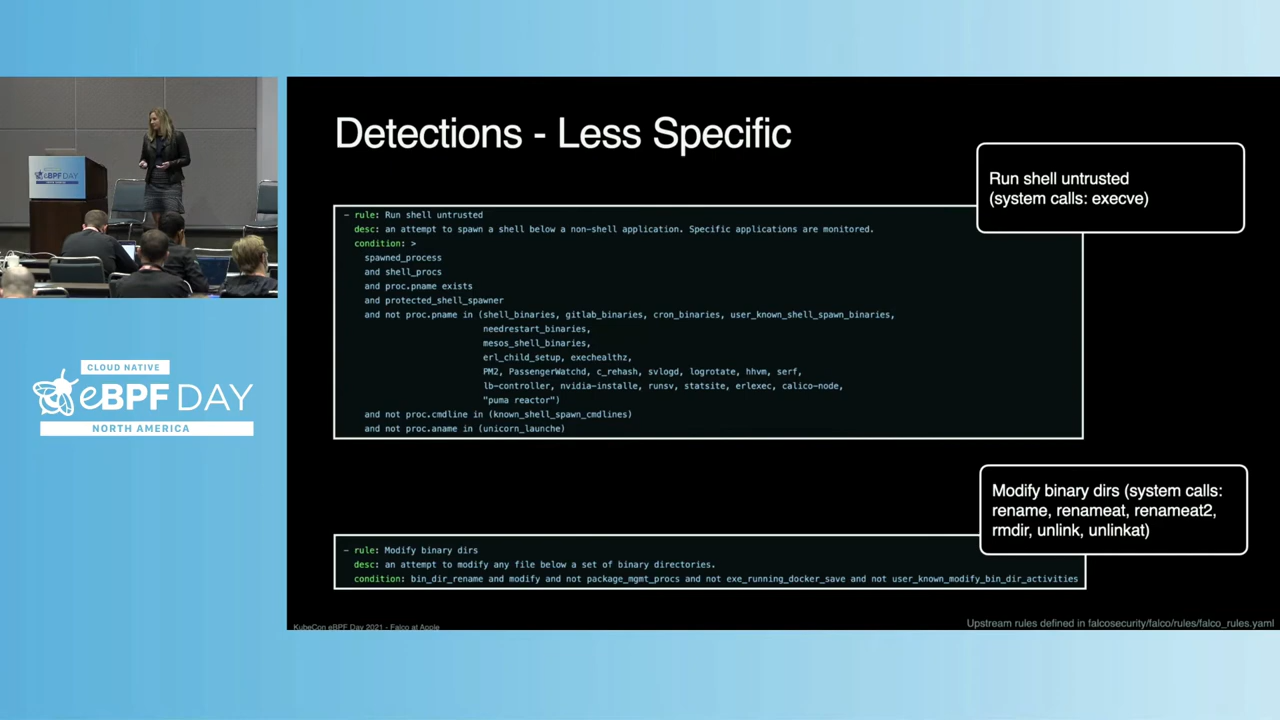 Detections - Less Specific
Run shell untrusted
(system calls: execve)
- rule: Run shell untrusted
desc: an attempt to spawn a shell below a non-shell application. Specific applications are monitored.
condition: >
spawned_process
and shell_procs
and proc.pname exists
and protected_shell_spawner
and not proc.pname in (shell_binaries, gitlab_binaries, cron_binaries, user_known_shell_spawn_binaries,
needrestart_binaries,
mesos_shell_binaries,
erl_child_setup, exechealthz,
PM2, PassengerWatchd, c_rehash, svlogd, logrotate, hhvm, serf,
lb-controller, nvidia-installe, runsv, statsite, erlexec, calico-node,
"puma reactor")
and not proc.cmdline in (known_shell_spawn_cmdlines)
and not proc.aname in (unicorn_launche)
Modify binary dirs (system calls:
rename, renameat, renameat2,
rmdir, unlink, unlinkat)
- rule: Modify binary dirs
desc: an attempt to modify any file below a set of binary directories.
condition: bin_dir_rename and modify and not package_mgmt_procs and not exe_running_docker_save and not user_known_modify_bin_dir_activities
KubeCon eBPF Day 2021 - Falco at Apple
Upstream rules defined in falcosecurity/falco/rules/falco_rules.yaml
eBPF DAY
CLOUD NATIVE
eBPF DAY
NORTH AMERICA